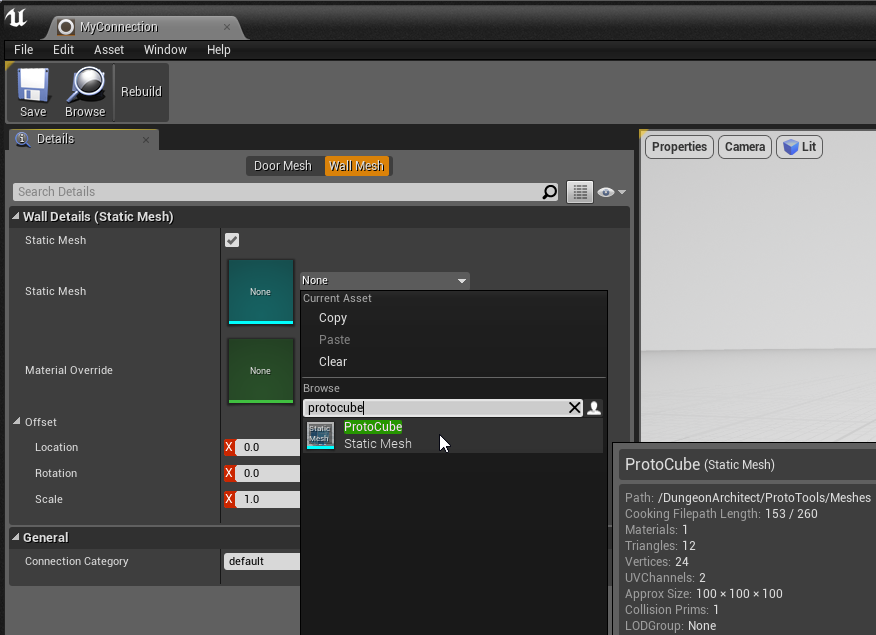 MyConnection
File Edit Asset Window Help
Save Browse Rebuild
Details
Properties Camera Lit
Door Mesh Wall Mesh
Search Details
Wall Details (Static Mesh)
Static Mesh
Static Mesh None None
Current Asset
Copy
Paste
Clear
Material Override None
Browse
protocube
ProtoCube
Static Mesh
Static Mesh
Offset
Location X 0.0
Rotation X 0.0
Scale X 1.0
General
Connection Category default
ProtoCube (Static Mesh)
Path: /DungeonArchitect/ProtoTools/Meshes
Cooking Filepath Length: 153 / 260
Materials: 1
Triangles: 12
Vertices: 24
UVChannels: 2
Approx Size: 100 × 100 × 100
Collision Prims: 1
LODGroup: None